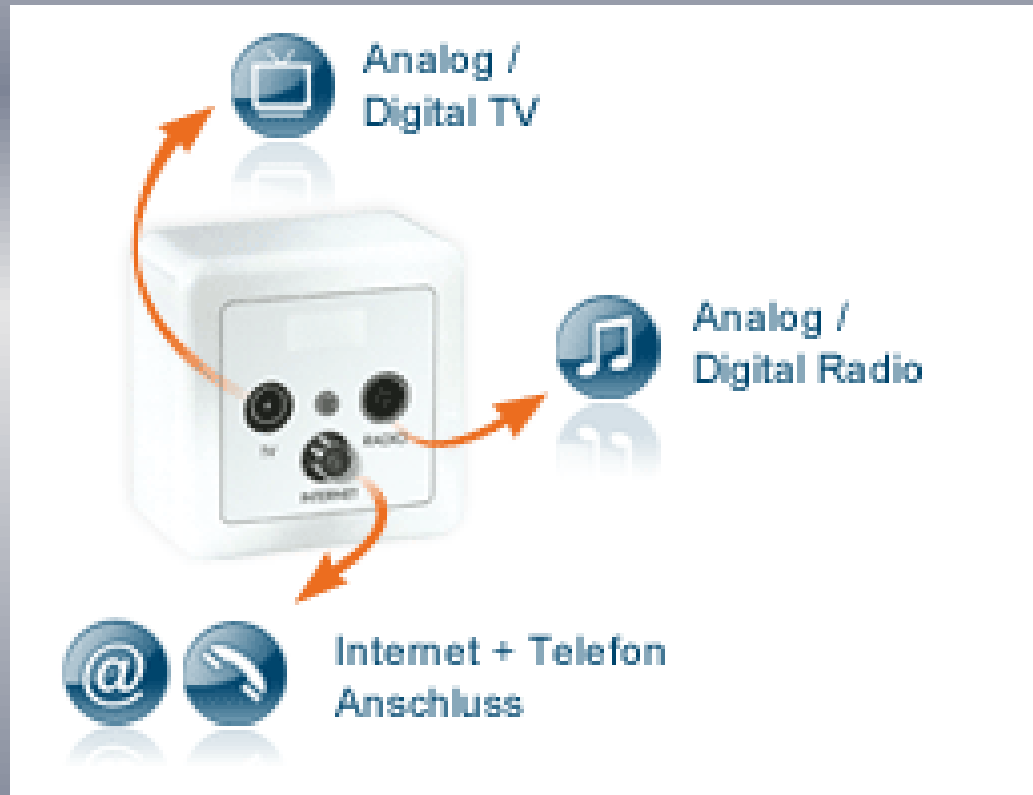 Analog /
Digital TV
Analog /
Digital Radio
TV
RADIO
INTERNET
Internet + Telefon
Anschluss